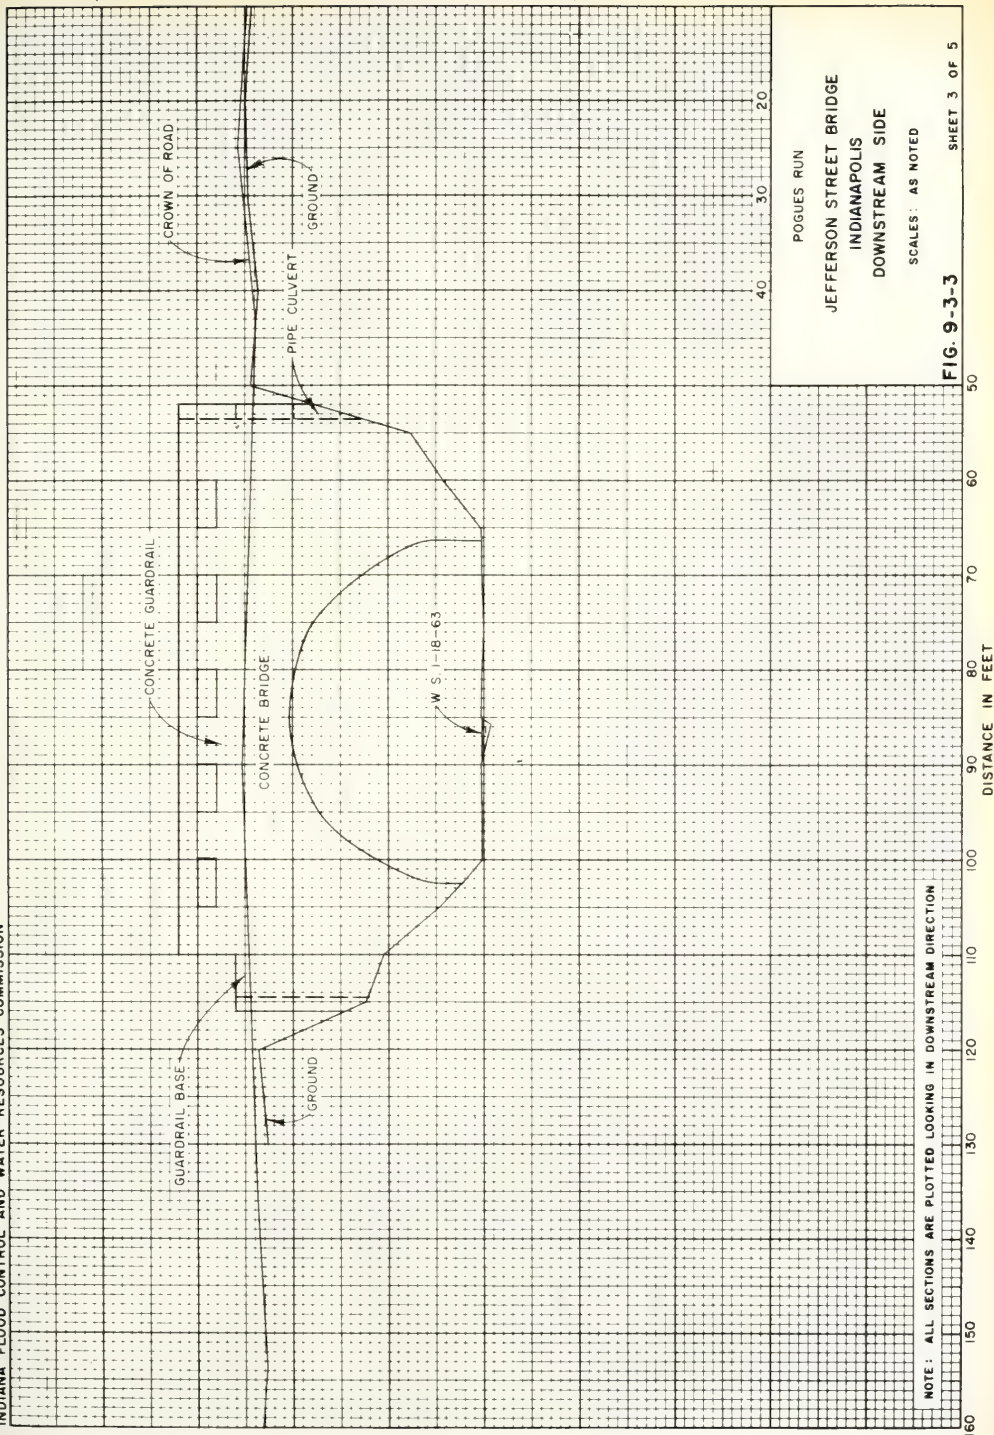 INDIANA FLOOD CONTROL AND WATER RESOURCES COMMISSION
CONCRETE GUARDRAIL
CROWN OF ROAD
GUARDRAIL BASE
GROUND
CONCRETE BRIDGE
PIPE CULVERT
GROUND
W S 1-18-63
40 30 20
POGUES RUN
JEFFERSON STREET BRIDGE
INDIANAPOLIS
DOWNSTREAM SIDE
SCALES: AS NOTED
FIG. 9-3-3 SHEET 3 OF 5
NOTE: ALL SECTIONS ARE PLOTTED LOOKING IN DOWNSTREAM DIRECTION
160 150 140 130 120 110 100 90 80 70 60 50
DISTANCE IN FEET